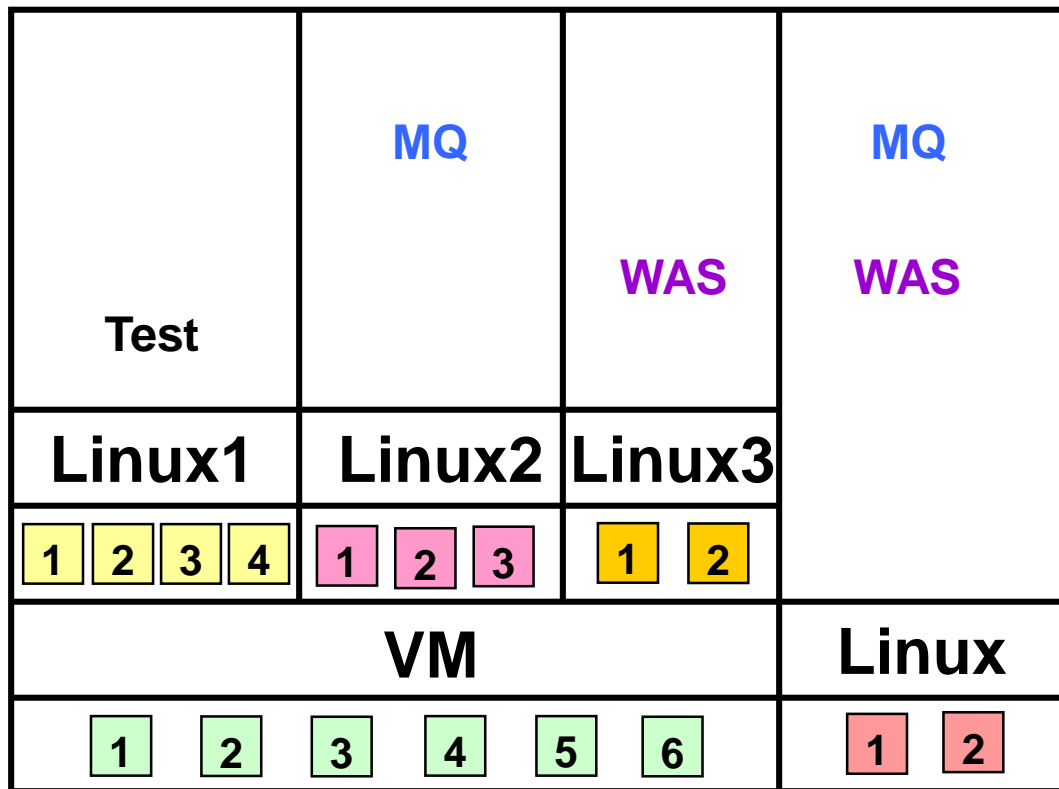 MQ MQ
WAS WAS
Test
Linux1 Linux2 Linux3
1 2 3 4 1 2 3 1 2
VM Linux
1 2 3 4 5 6 1 2